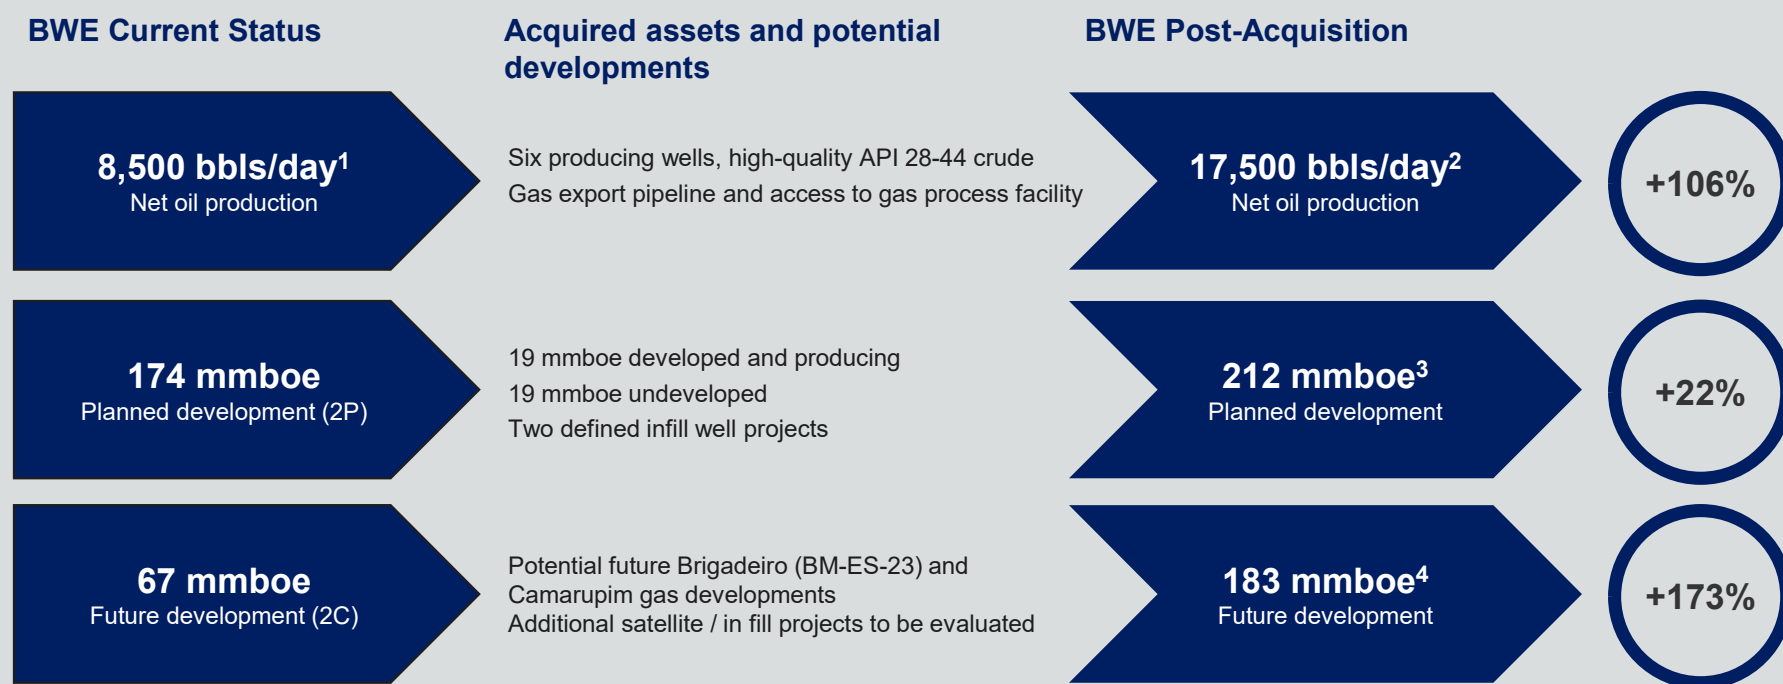 BWE Current Status
Acquired assets and potential
developments
BWE Post-Acquisition
8,500 bbls/day¹
Net oil production
Six producing wells, high-quality API 28-44 crude
Gas export pipeline and access to gas process facility
17,500 bbls/day²
Net oil production
+106%
174 mmboe
Planned development (2P)
19 mmboe developed and producing
19 mmboe undeveloped
Two defined infill well projects
212 mmboe³
Planned development
+22%
67 mmboe
Future development (2C)
Potential future Brigadeiro (BM-ES-23) and
Camarupim gas developments
Additional satellite / in fill projects to be evaluated
183 mmboe⁴
Future development
+173%